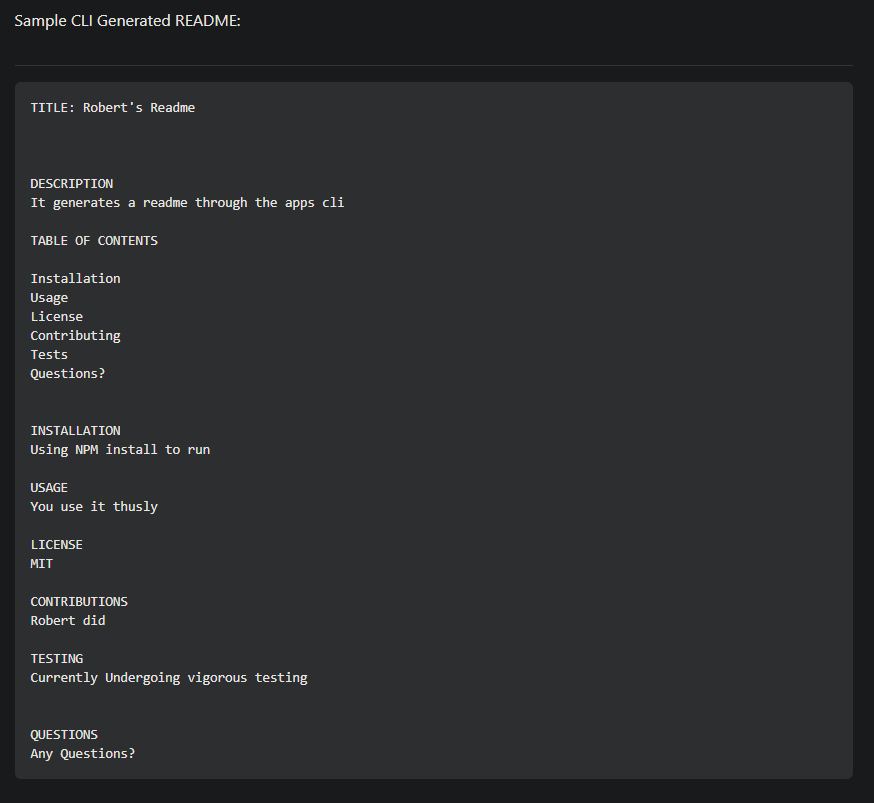 Sample CLI Generated README:
TITLE: Robert's Readme
DESCRIPTION
It generates a readme through the apps cli
TABLE OF CONTENTS
Installation
Usage
License
Contributing
Tests
Questions?
INSTALLATION
Using NPM install to run
USAGE
You use it thusly
LICENSE
MIT
CONTRIBUTIONS
Robert did
TESTING
Currently Undergoing vigorous testing
QUESTIONS
Any Questions?